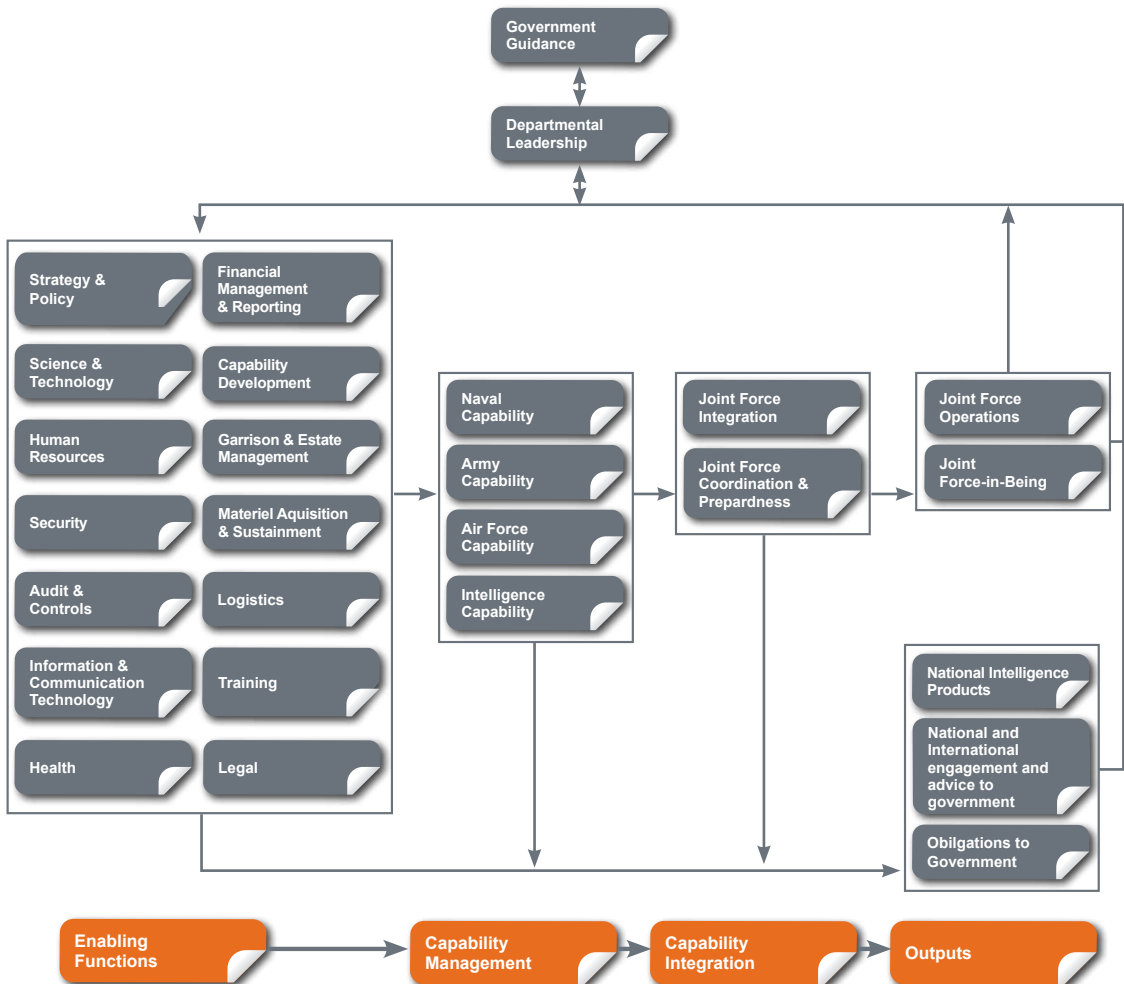 Government
Guidance
Departmental
Leadership
Strategy &
Policy
Financial
Management
& Reporting
Science &
Technology
Capability
Development
Human
Resources
Garrison & Estate
Management
Security
Materiel Aquisition
& Sustainment
Audit &
Controls
Logistics
Information &
Communication
Technology
Training
Health
Legal
Naval
Capability
Army
Capability
Air Force
Capability
Intelligence
Capability
Joint Force
Integration
Joint Force
Coordination &
Prepardness
Joint Force
Operations
Joint
Force-in-Being
National Intelligence
Products
National and
International
engagement and
advice to
government
Obilgations to
Government
Enabling
Functions
Capability
Management
Capability
Integration
Outputs